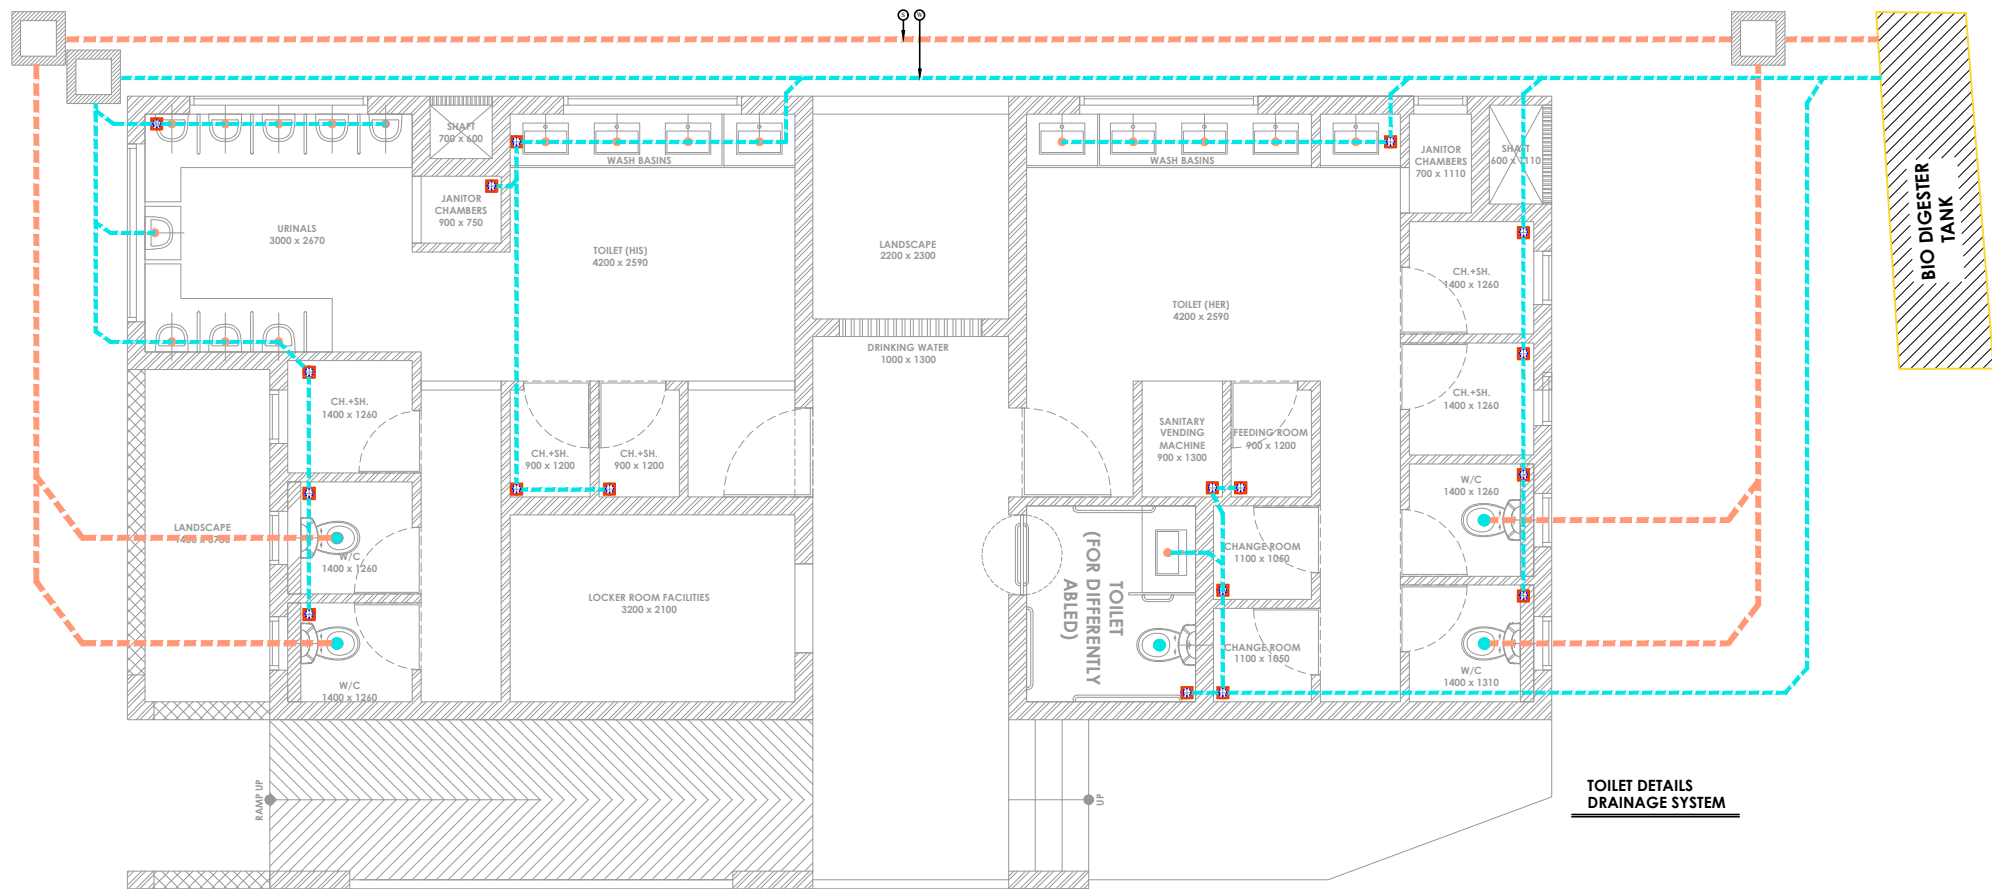 S
W
SHAFT
700 x 600
WASH BASINS
JANITOR
CHAMBERS
900 x 750
URINALS
3000 x 2670
TOILET (HIS)
4200 x 2590
LANDSCAPE
2200 x 2300
DRINKING WATER
1000 x 1300
WASH BASINS
TOILET (HER)
4200 x 2590
JANITOR
CHAMBERS
700 x 1110
SHAFT
600 x 1110
BIO DIGESTER
TANK
CH.+SH.
1400 x 1260
CH.+SH.
1400 x 1260
CH.+SH.
1400 x 1260
CH.+SH.
900 x 1200
CH.+SH.
900 x 1200
SANITARY
VENDING
MACHINE
900 x 1300
FEEDING ROOM
900 x 1200
W/C
1400 x 1260
LANDSCAPE
W/C
1400 x 1260
LOCKER ROOM FACILITIES
3200 x 2100
TOILET
(FOR DIFFERENTLY
ABLED)
CHANGE ROOM
1100 x 1050
CHANGE ROOM
1100 x 1050
W/C
1400 x 1260
W/C
1400 x 1310
RAMP UP
UP
TOILET DETAILS
DRAINAGE SYSTEM